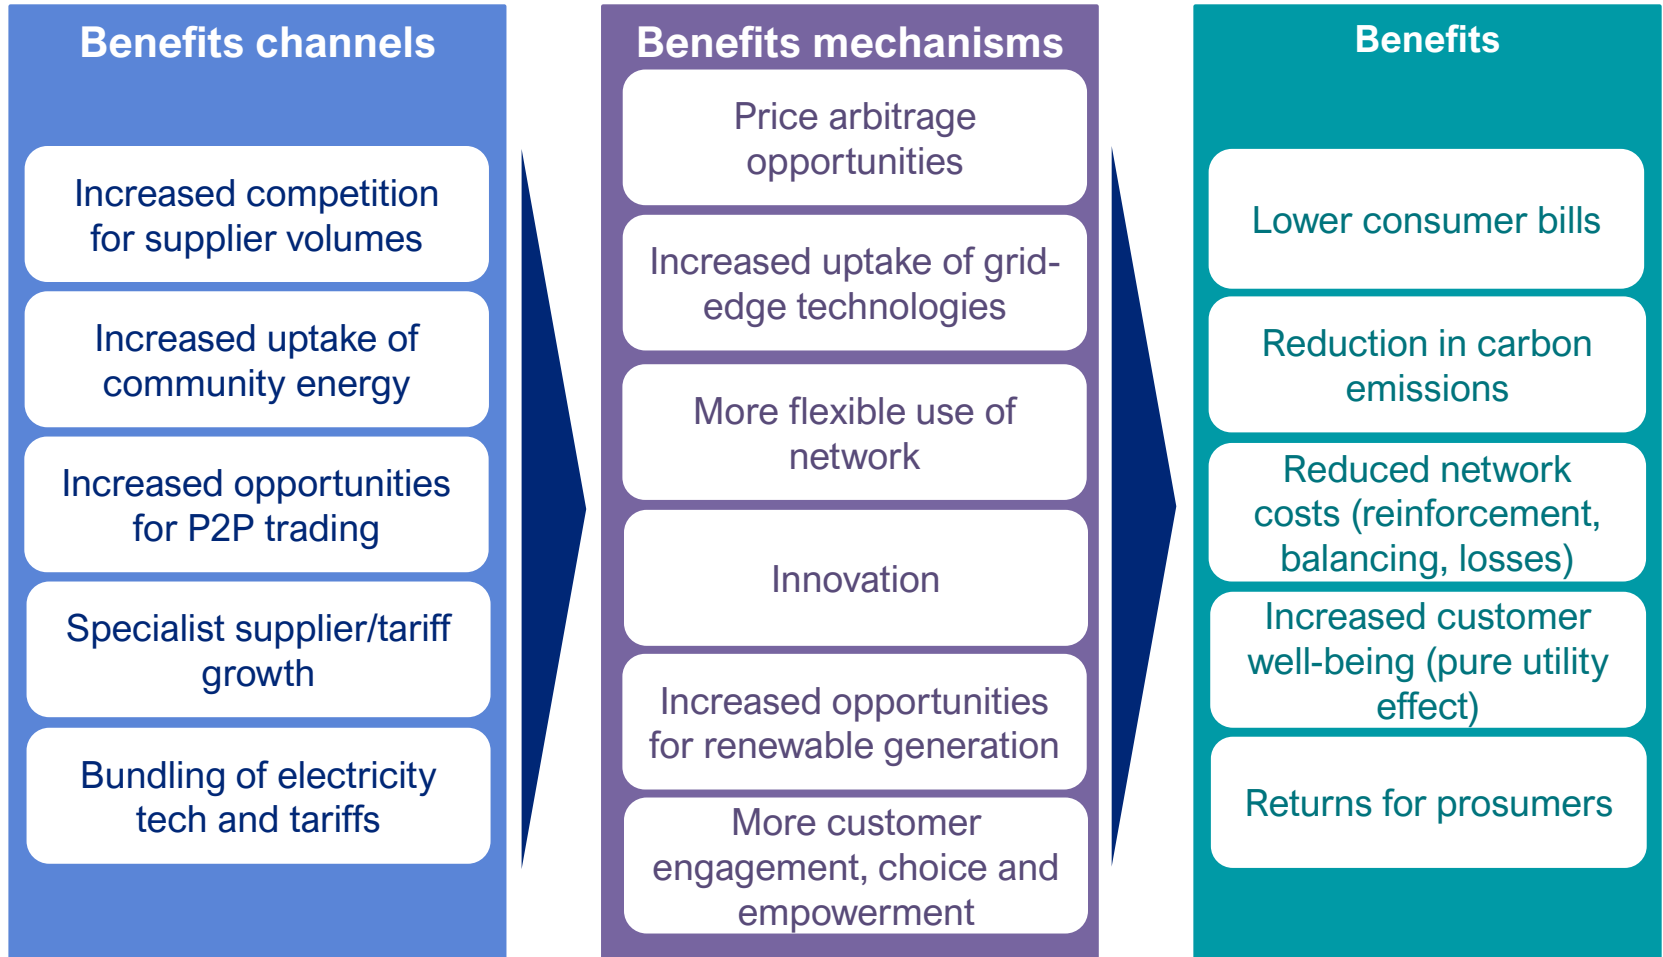 Benefits channels
Increased competition
for supplier volumes
Increased uptake of
community energy
Increased opportunities
for P2P trading
Specialist supplier/tariff
growth
Bundling of electricity
tech and tariffs
Benefits mechanisms
Price arbitrage
opportunities
Increased uptake of grid-
edge technologies
More flexible use of
network
Innovation
Increased opportunities
for renewable generation
More customer
engagement, choice and
empowerment
Benefits
Lower consumer bills
Reduction in carbon
emissions
Reduced network
costs (reinforcement,
balancing, losses)
Increased customer
well-being (pure utility
effect)
Returns for prosumers